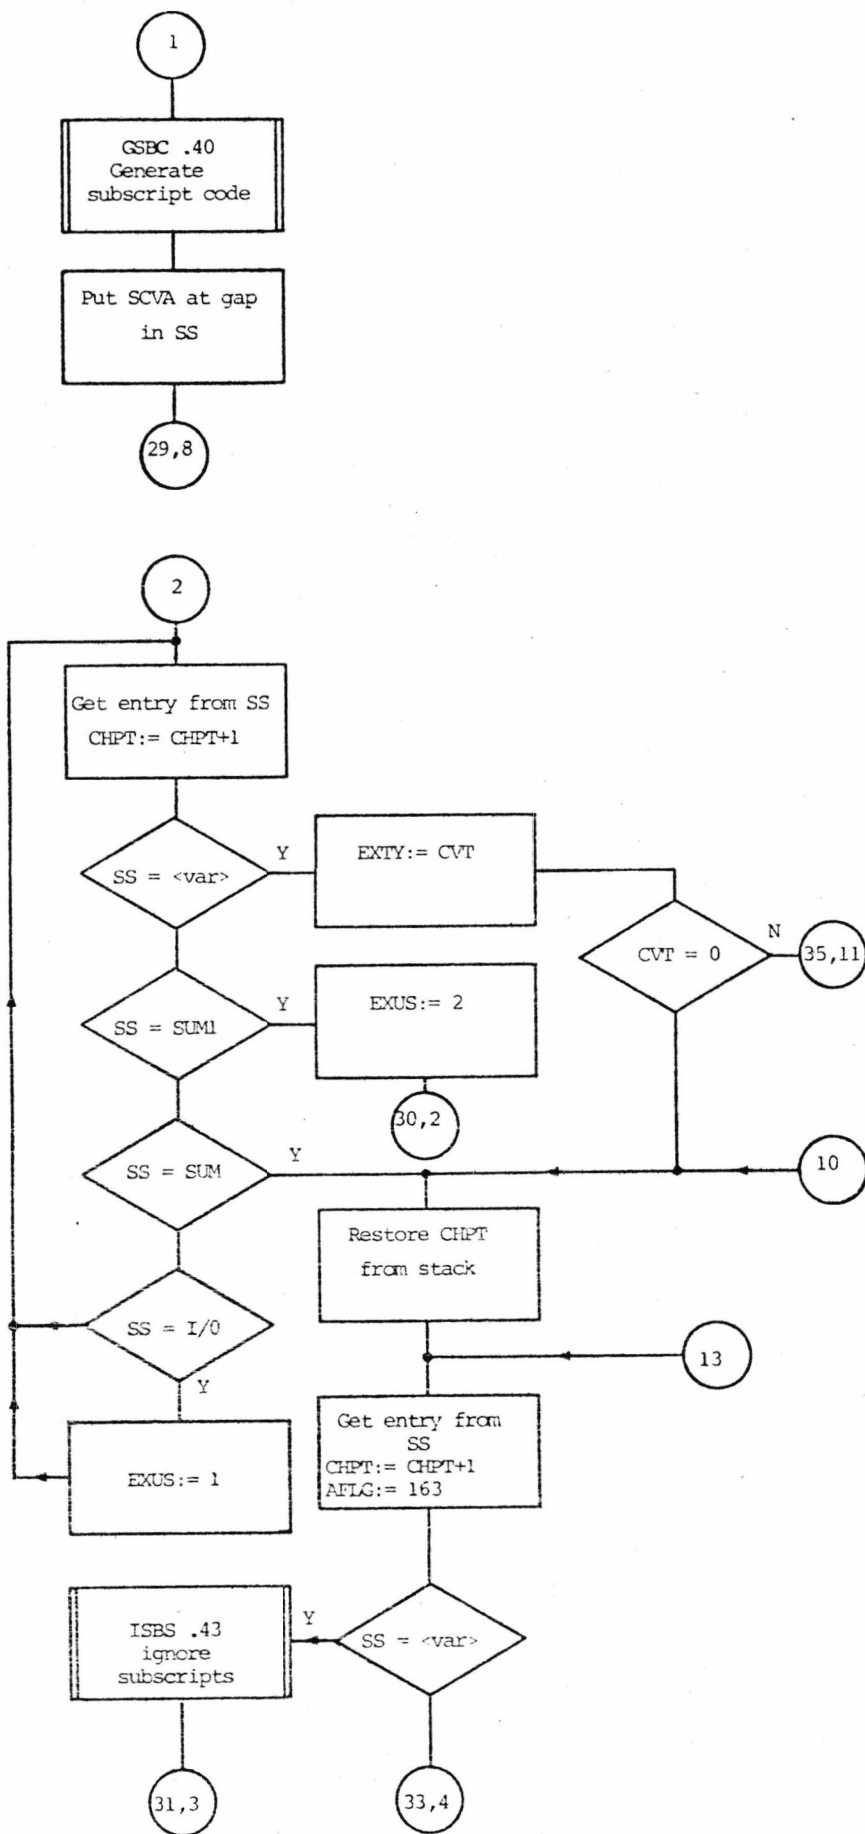 1
GSBC .40
Generate
subscript code
Put SCVA at gap
in SS
29,8
2
Get entry from SS
CHPT:= CHPT+1
SS = <var>
Y
EXTY:= CVT
CVT = 0
N
35,11
SS = SUM1
Y
EXUS:= 2
30,2
SS = SUM
Y
10
Restore CHPT
from stack
SS = I/0
Y
13
EXUS:= 1
Get entry from
SS
CHPT:= CHPT+1
AFLG:= 163
SS = <var>
Y
ISBS .43
ignore
subscripts
31,3
33,4